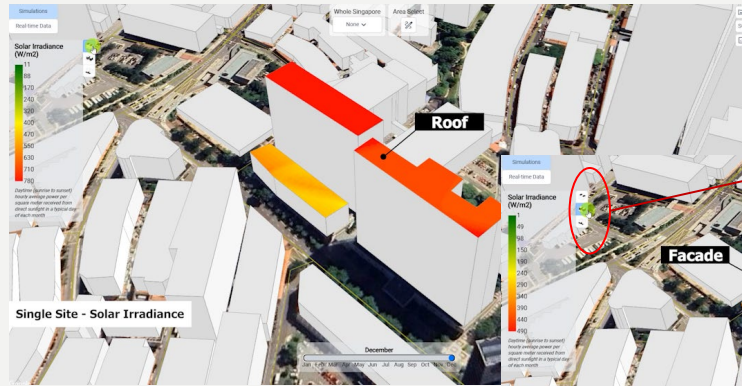 Simulations
Real-time Data
Whole Singapore
None
Area Select
Solar Irradiance
(W/m2)
11
88
170
240
320
400
470
550
630
710
780
Daytime (sunrise to sunset)
hourly average power per
square meter received from
direct sunlight in a typical day
of each month
Roof
Single Site - Solar Irradiance
December
Jan Feb Mar Apr May Jun Jul Aug Sep Oct Nov Dec
Simulations
Real-time Data
Solar Irradiance
(W/m2)
1
49
98
150
190
240
290
340
390
440
490
Daytime (sunrise to sunset)
hourly average power per
square meter received from
direct sunlight in a typical day
of each month
Facade